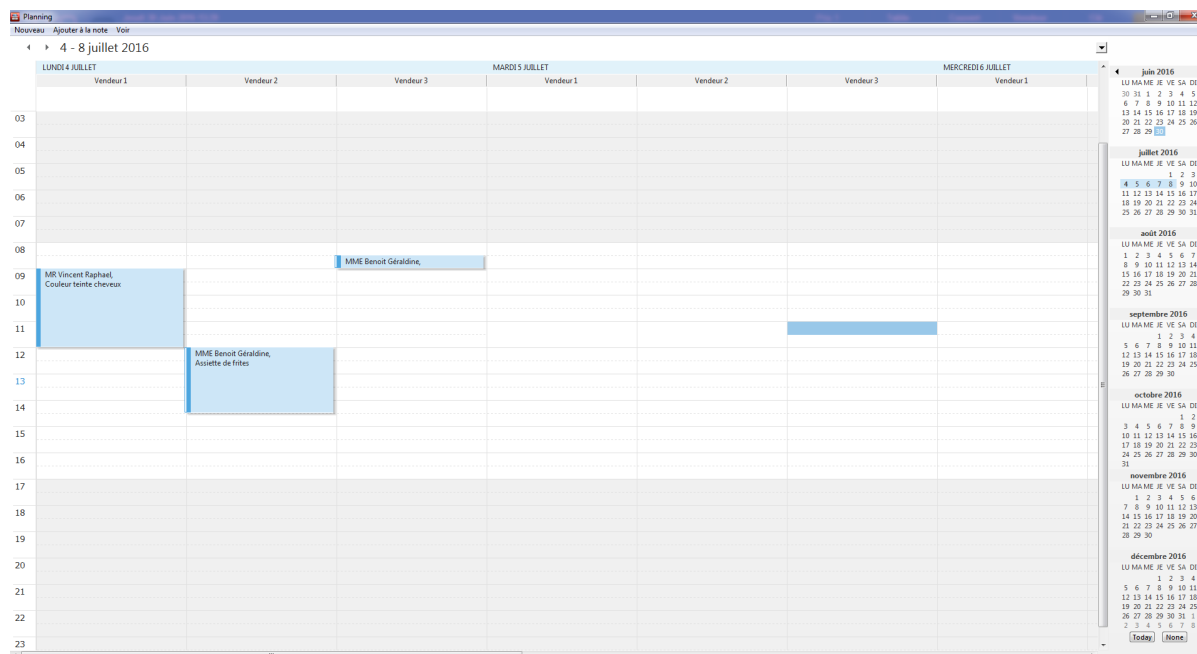 Planning
Nouveau Ajouter à la note Voir
4 - 8 juillet 2016
LUNDI 4 JUILLET MARDI 5 JUILLET MERCREDI 6 JUILLET
Vendeur 1 Vendeur 2 Vendeur 3 Vendeur 1 Vendeur 2 Vendeur 3 Vendeur 1
03
04
05
06
07
08
MME Benoit Géraldine,
09
MR Vincent Raphael,
Couleur teinte cheveux
10
11
12
MME Benoit Géraldine,
Assiette de frites
13
14
15
16
17
18
19
20
21
22
23
juin 2016
LU MA ME JE VE SA DI
30 31 1 2 3 4 5
6 7 8 9 10 11 12
13 14 15 16 17 18 19
20 21 22 23 24 25 26
27 28 29 30
juillet 2016
LU MA ME JE VE SA DI
1 2 3
4 5 6 7 8 9 10
11 12 13 14 15 16 17
18 19 20 21 22 23 24
25 26 27 28 29 30 31
août 2016
LU MA ME JE VE SA DI
1 2 3 4 5 6 7
8 9 10 11 12 13 14
15 16 17 18 19 20 21
22 23 24 25 26 27 28
29 30 31
septembre 2016
LU MA ME JE VE SA DI
1 2 3 4
5 6 7 8 9 10 11
12 13 14 15 16 17 18
19 20 21 22 23 24 25
26 27 28 29 30
octobre 2016
LU MA ME JE VE SA DI
1 2
3 4 5 6 7 8 9
10 11 12 13 14 15 16
17 18 19 20 21 22 23
24 25 26 27 28 29 30
31
novembre 2016
LU MA ME JE VE SA DI
1 2 3 4 5 6
7 8 9 10 11 12 13
14 15 16 17 18 19 20
21 22 23 24 25 26 27
28 29 30
décembre 2016
LU MA ME JE VE SA DI
1 2 3 4
5 6 7 8 9 10 11
12 13 14 15 16 17 18
19 20 21 22 23 24 25
26 27 28 29 30 31 1
2 3 4 5 6 7 8
Today None